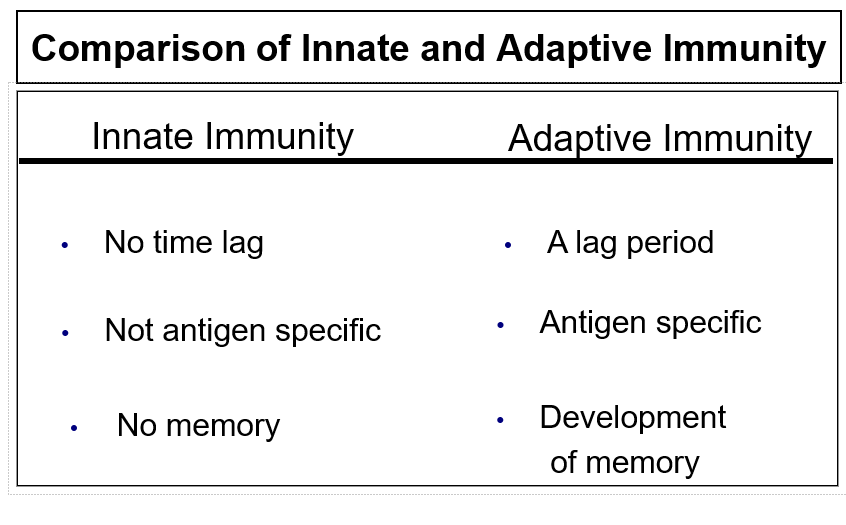 Comparison of Innate and Adaptive Immunity
Innate Immunity
Adaptive Immunity
• No time lag
• A lag period
• Not antigen specific
• Antigen specific
• No memory
• Development
of memory